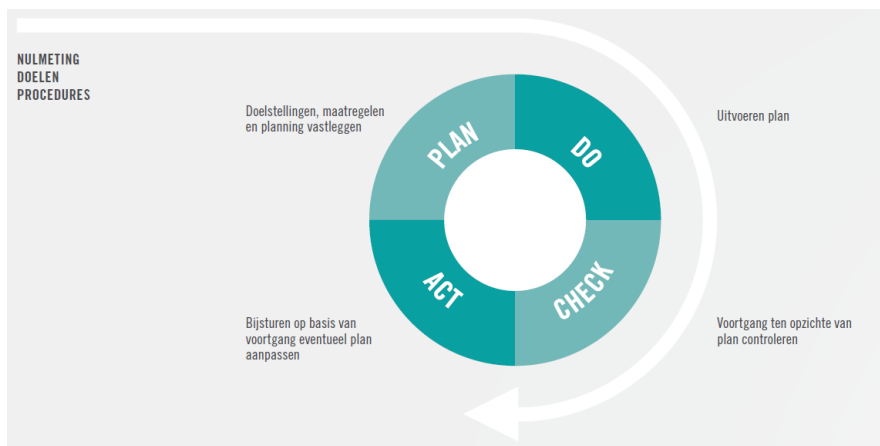 NULMETING
DOELEN
PROCEDURES
Doelstellingen, maatregelen
en planning vastleggen
PLAN
DO
Uitvoeren plan
ACT
CHECK
Bijsturen op basis van
voortgang eventueel plan
aanpassen
Voortgang ten opzichte van
plan controleren